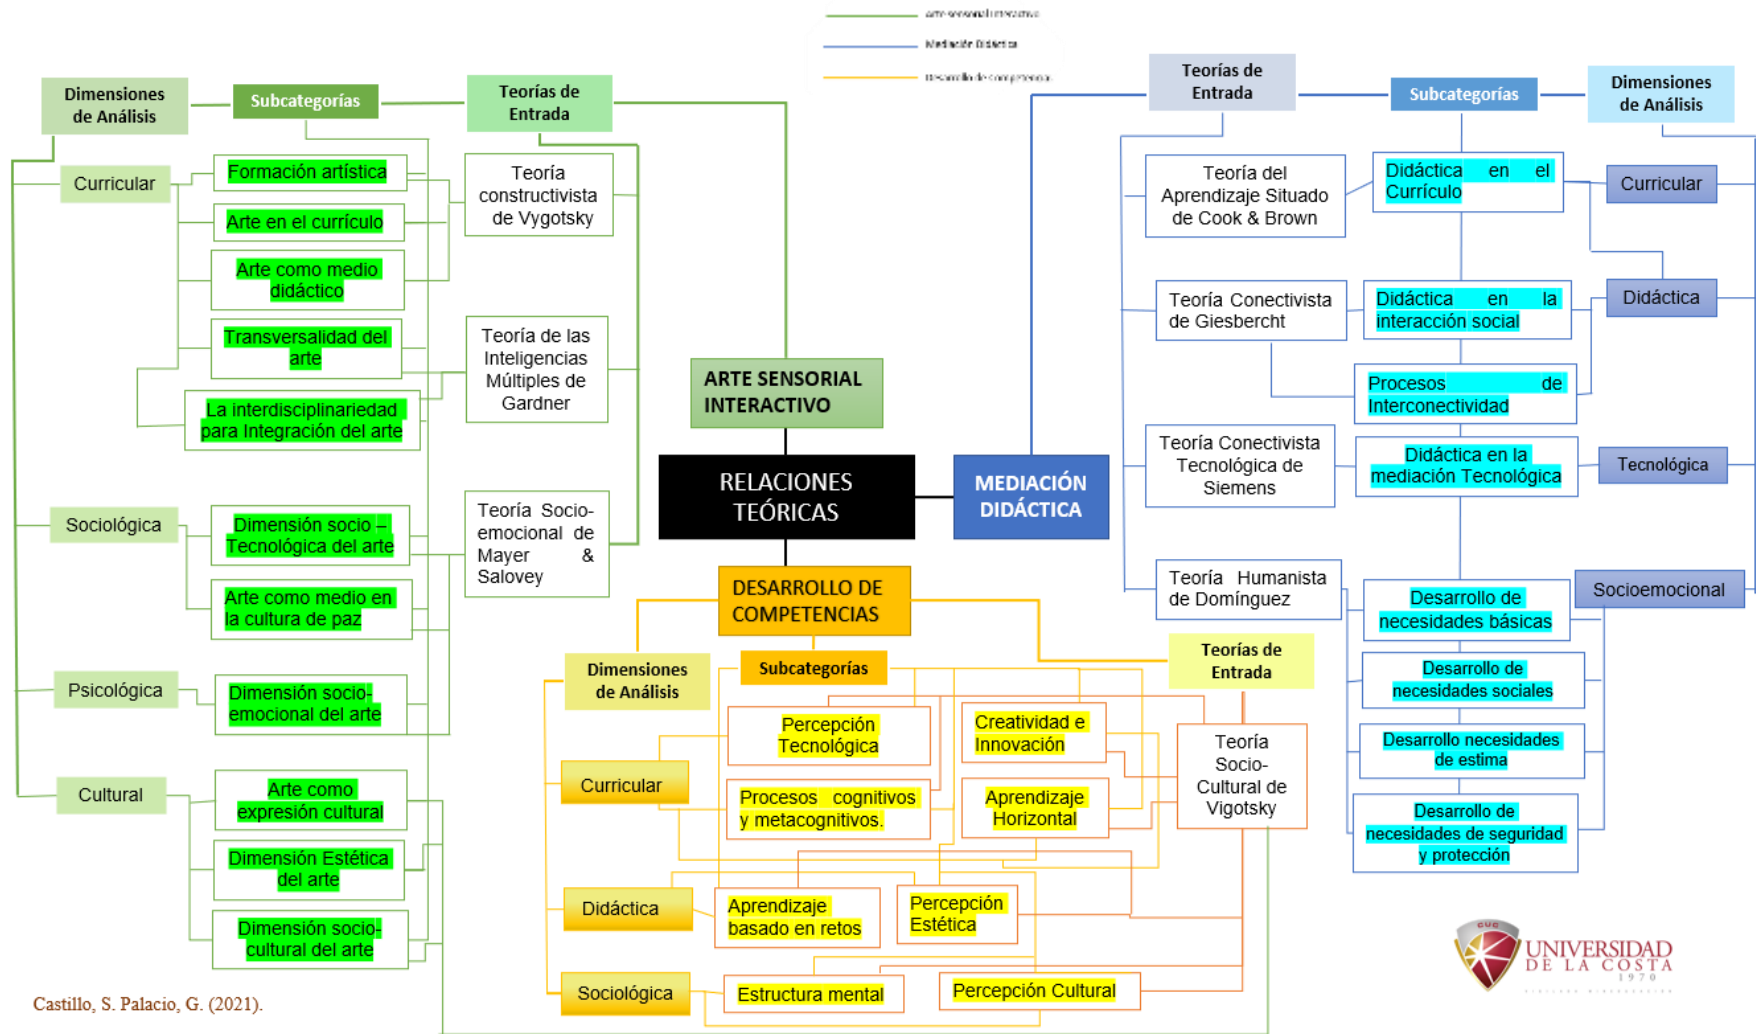 Arte sensorial Interactivo
Mediación Didáctica
Desarrollo de Competencias
Dimensiones
de Análisis
Subcategorías
Teorías de
Entrada
Curricular
Formación artística
Arte en el currículo
Arte como medio
didáctico
Transversalidad del
arte
La interdisciplinariedad
para Integración del arte
Teoría
constructivista
de Vygotsky
Teoría de las
Inteligencias
Múltiples de
Gardner
Sociológica
Dimensión socio –
Tecnológica del arte
Arte como medio en
la cultura de paz
Teoría Socio-
emocional de
Mayer &
Salovey
Psicológica
Dimensión socio-
emocional del arte
Cultural
Arte como
expresión cultural
Dimensión Estética
del arte
Dimensión socio-
cultural del arte
ARTE SENSORIAL
INTERACTIVO
RELACIONES
TEÓRICAS
MEDIACIÓN
DIDÁCTICA
DESARROLLO DE
COMPETENCIAS
Teorías de
Entrada
Subcategorías
Dimensiones
de Análisis
Teoría del
Aprendizaje Situado
de Cook & Brown
Didáctica en el
Currículo
Curricular
Teoría Conectivista
de Giesbercht
Didáctica en la
interacción social
Didáctica
Procesos de
Interconectividad
Teoría Conectivista
Tecnológica de
Siemens
Didáctica en la
mediación Tecnológica
Tecnológica
Teoría Humanista
de Domínguez
Desarrollo de
necesidades básicas
Socioemocional
Desarrollo de
necesidades sociales
Desarrollo necesidades
de estima
Desarrollo de
necesidades de seguridad
y protección
Dimensiones
de Análisis
Subcategorías
Teorías de
Entrada
Curricular
Percepción
Tecnológica
Creatividad e
Innovación
Procesos cognitivos
y metacognitivos.
Aprendizaje
Horizontal
Teoría
Socio-
Cultural de
Vigotsky
Didáctica
Aprendizaje
basado en retos
Percepción
Estética
Sociológica
Estructura mental
Percepción Cultural
Castillo, S. Palacio, G. (2021).
CUC
UNIVERSIDAD
DE LA COSTA
1970